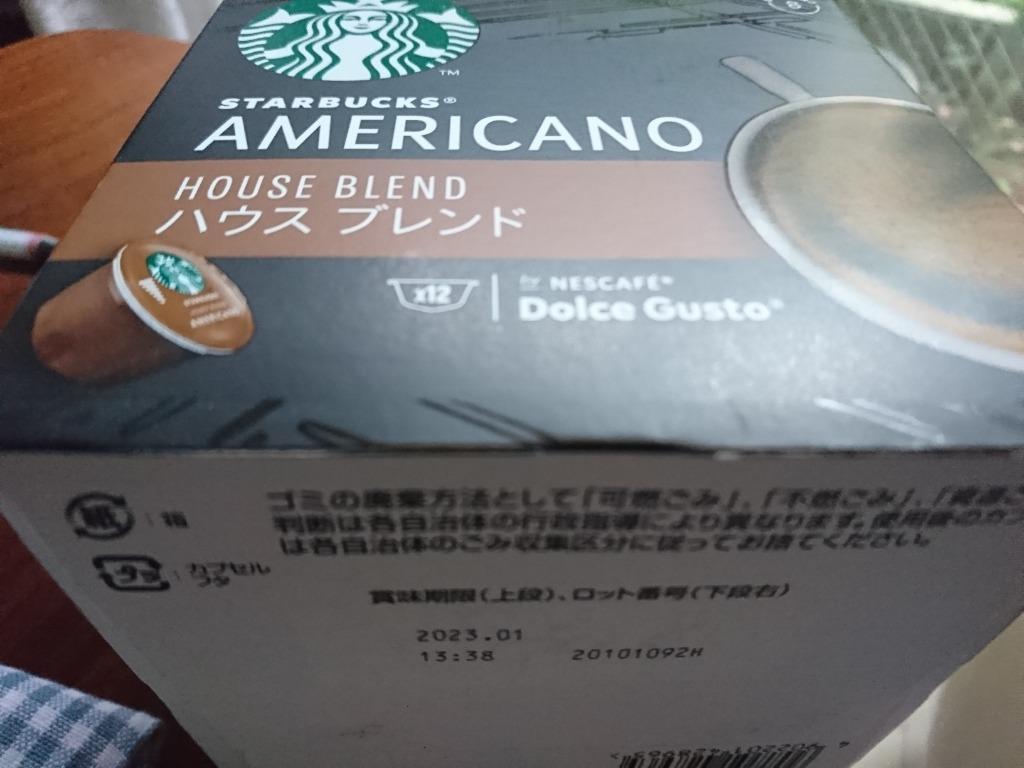 STARBUCKS®
AMERICANO
HOUSE BLEND
ハウス ブレンド
x12
by NESCAFÉ®
Dolce Gusto®
紙 : 箱
プラ : カプセル
フタ
ゴミの廃棄方法として「可燃ごみ」、「不燃ごみ」、「資源ご
判断は各自治体の行政指導により異なります。使用後のカプ
は各自治体のごみ収集区分に従ってお捨てください。
賞味期限(上段)、ロット番号(下段右)
2023.01
13:38 20101092H